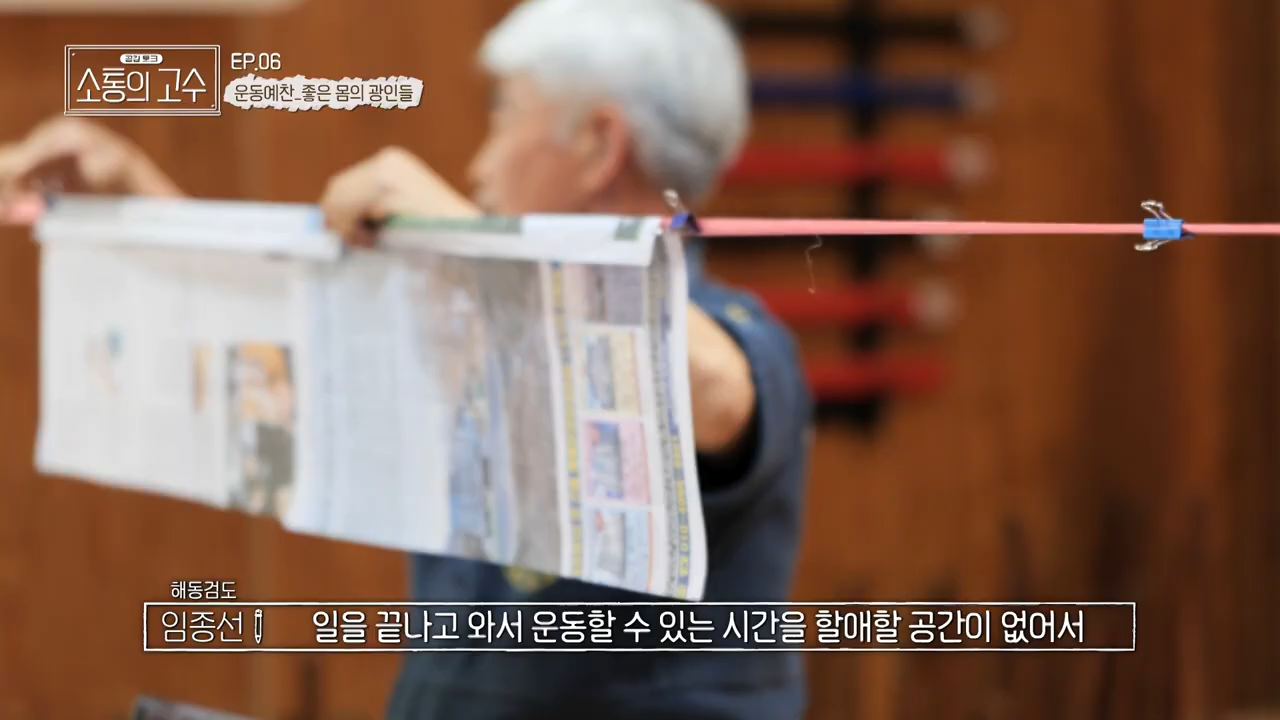 끝길 토크
소통의 고수
EP.06
운동예찬_좋은 몸의 광인들
해동검도
임종선
일을 끝나고 와서 운동할 수 있는 시간을 할애할 공간이 없어서